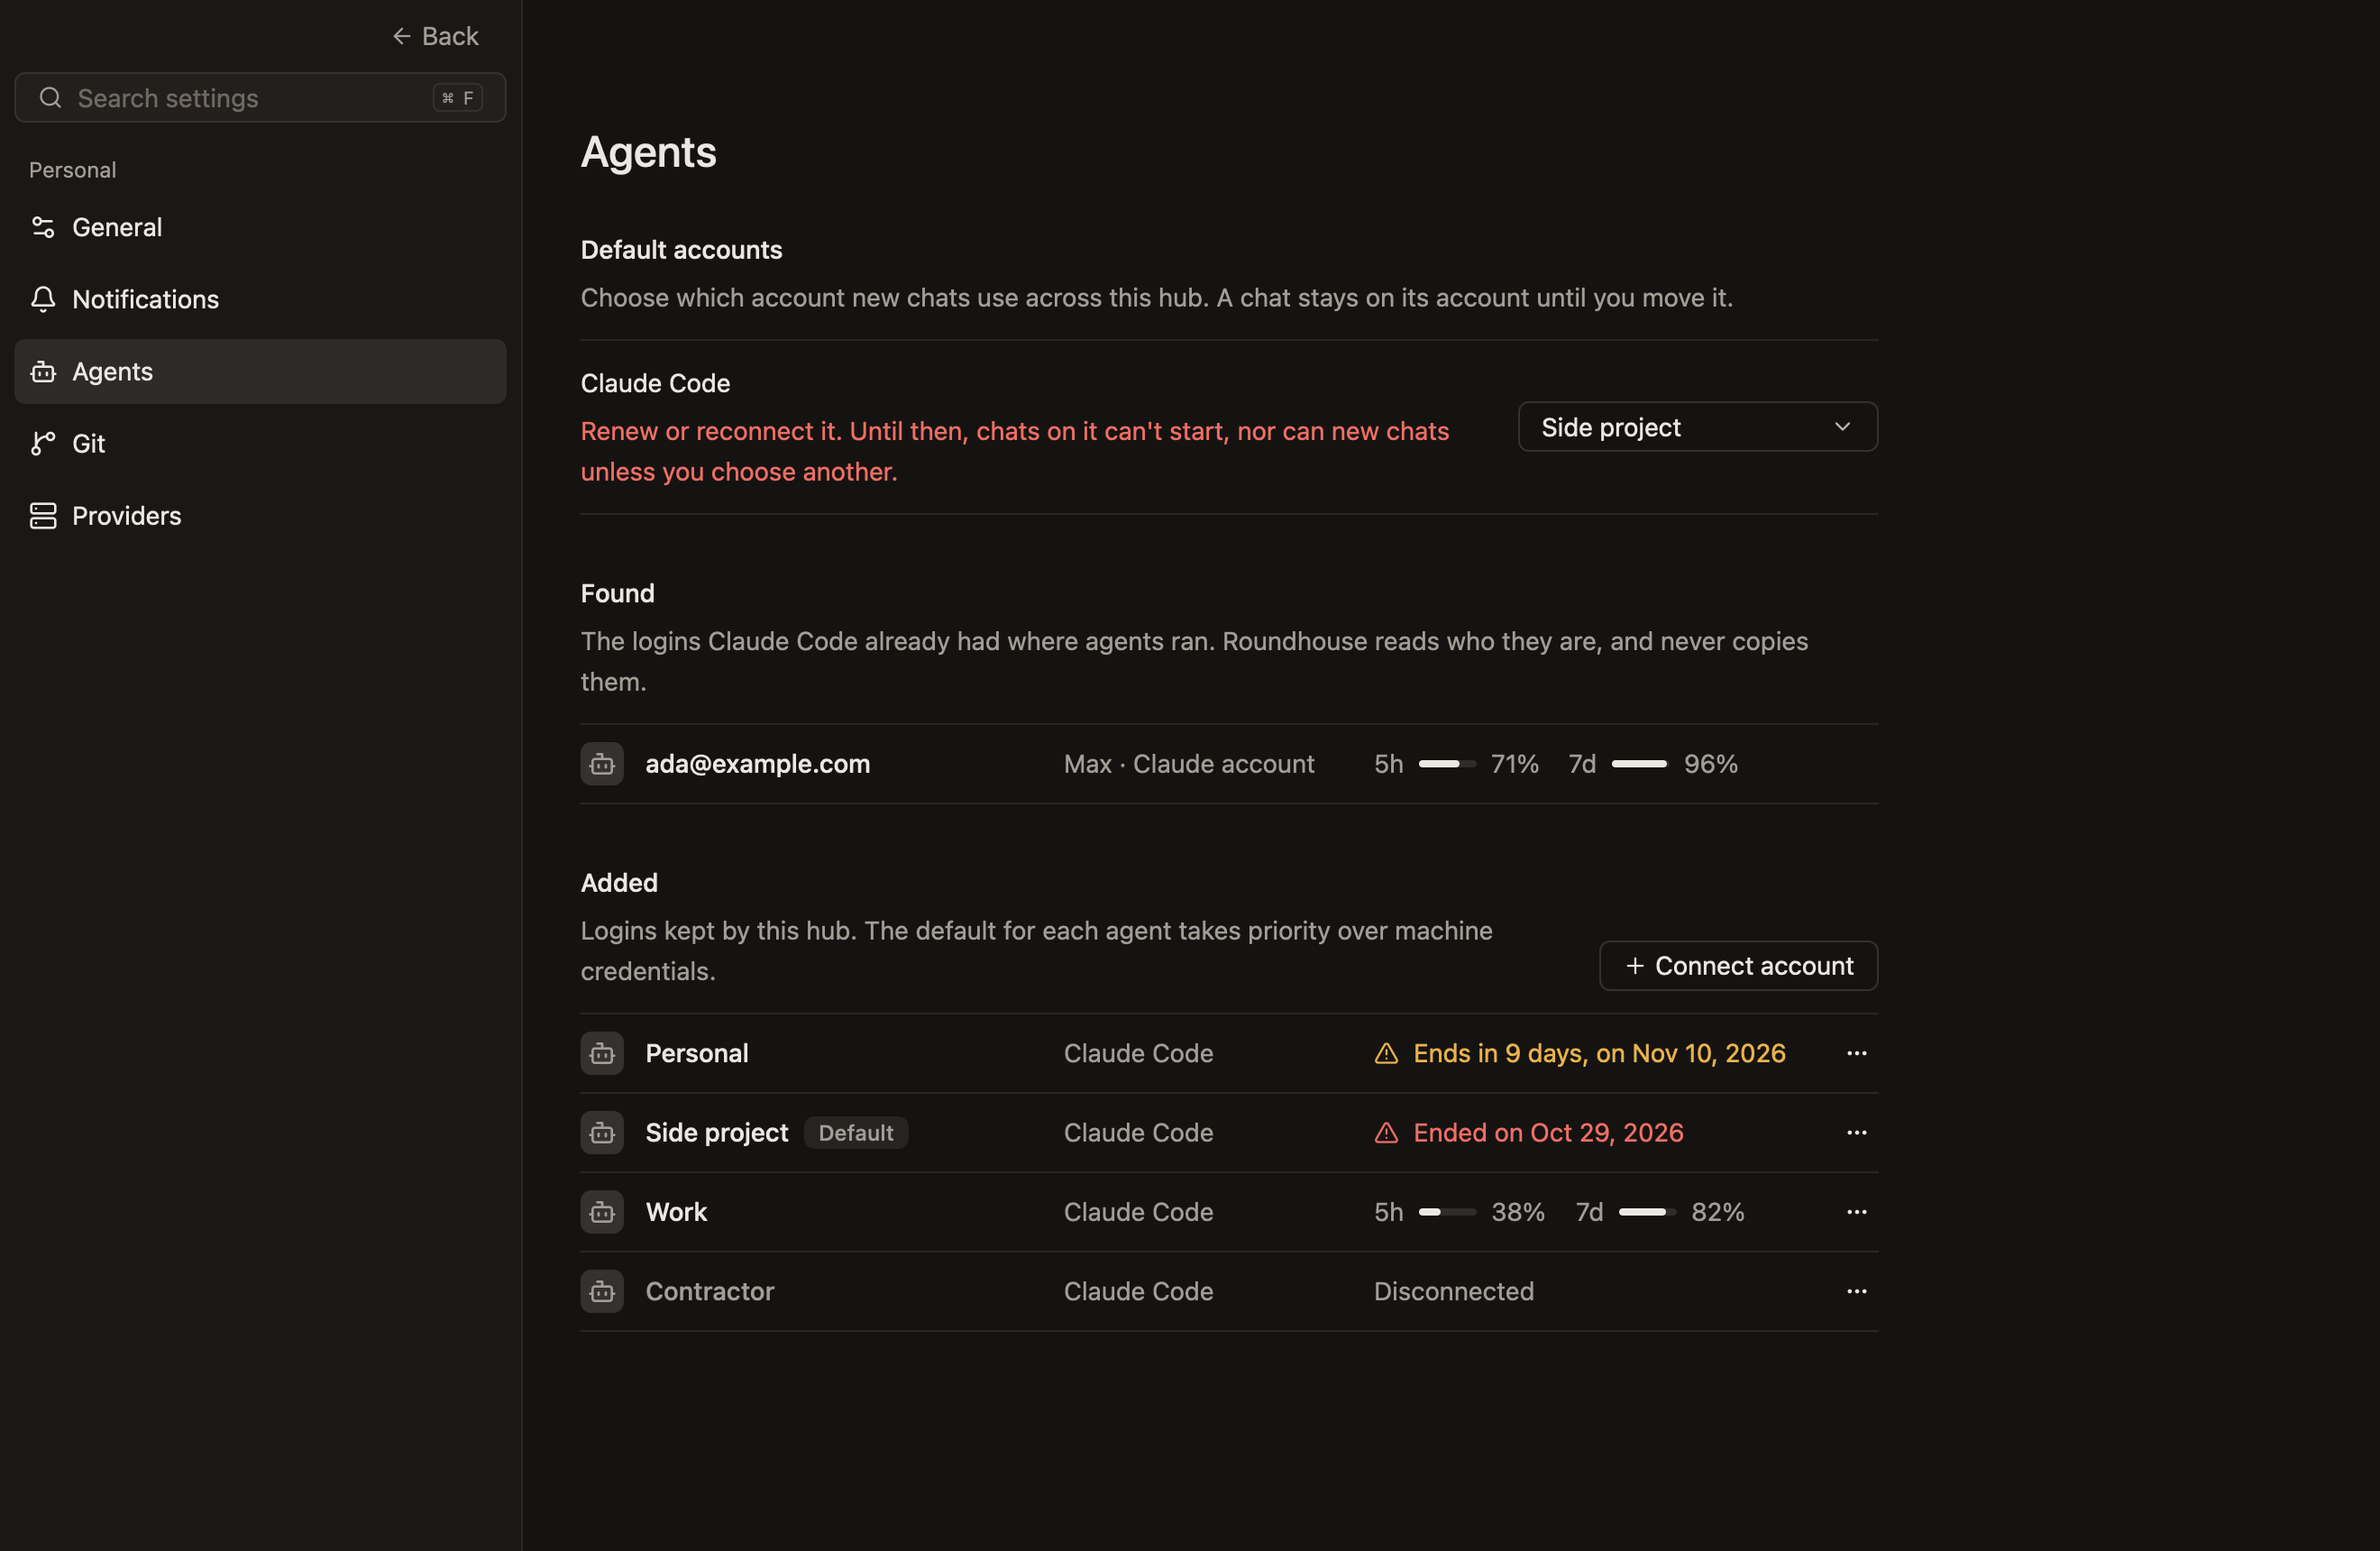 Back
Search settings
⌘ F
Personal
General
Notifications
Agents
Git
Providers
Agents
Default accounts
Choose which account new chats use across this hub. A chat stays on its account until you move it.
Claude Code
Renew or reconnect it. Until then, chats on it can't start, nor can new chats
unless you choose another.
Side project
Found
The logins Claude Code already had where agents ran. Roundhouse reads who they are, and never copies
them.
ada@example.com Max · Claude account 5h 71% 7d 96%
Added
Logins kept by this hub. The default for each agent takes priority over machine
credentials.
+ Connect account
Personal Claude Code Ends in 9 days, on Nov 10, 2026
Side project Default Claude Code Ended on Oct 29, 2026
Work Claude Code 5h 38% 7d 82%
Contractor Claude Code Disconnected